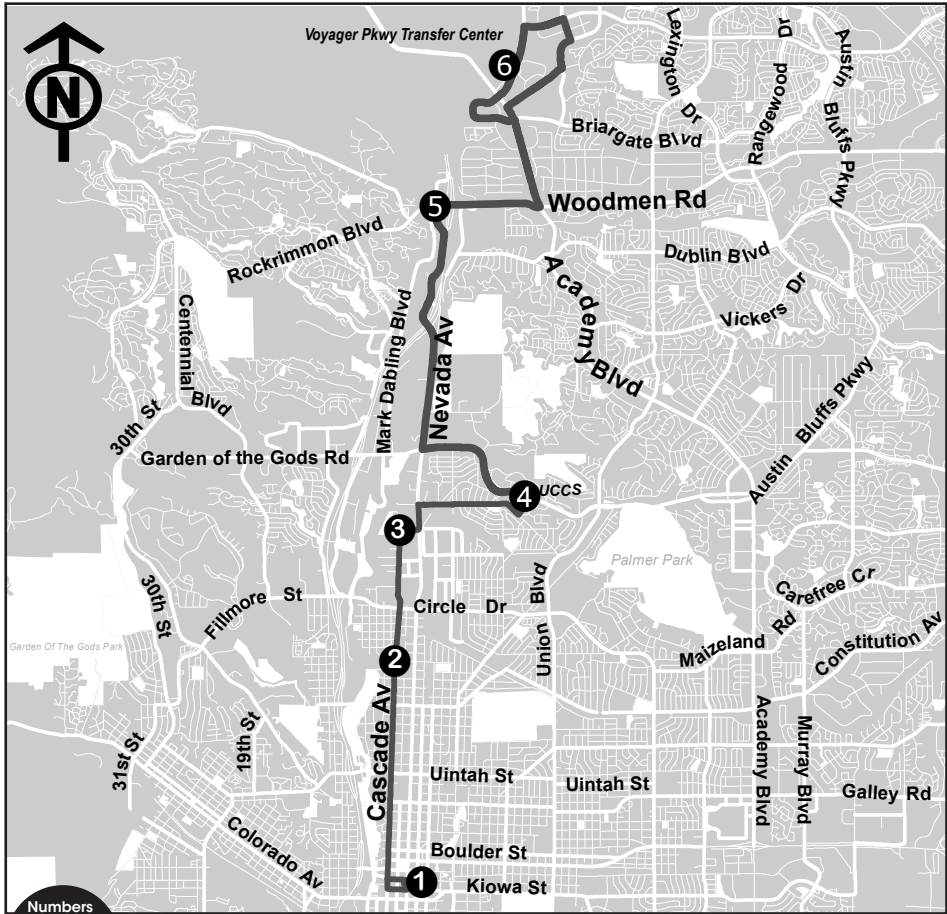 Voyager Pkwy Transfer Center
6
N
Lexington Dr
Rangewood Dr
Austin Bluffs Pkwy
Briargate Blvd
5
Woodmen Rd
Rockrimmon Blvd
Dublin Blvd
Academy Blvd
Vickers Dr
Centennial Blvd
Mark Dabling Blvd
Nevada Av
30th St
Garden of the Gods Rd
Austin Bluffs Pkwy
4
UCCS
3
Palmer Park
30th St
Fillmore St
Circle Dr
Union Blvd
Carefree Cr
Maizeland Rd
Constitution Av
Garden Of The Gods Park
2
Cascade Av
31st St
19th St
Academy Blvd
Murray Blvd
Uintah St
Uintah St
Galley Rd
Colorado Av
Boulder St
1
Kiowa St
Numbers